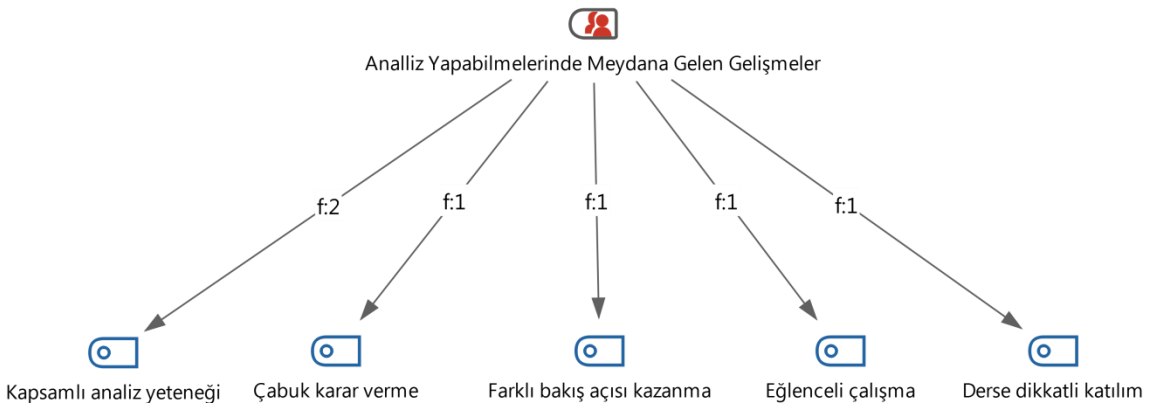 Analliz Yapabilmelerinde Meydana Gelen Gelişmeler
f:2
f:1
f:1
f:1
f:1
Kapsamlı analiz yeteneği
Çabuk karar verme
Farklı bakış açısı kazanma
Eğlenceli çalışma
Derse dikkatli katılım